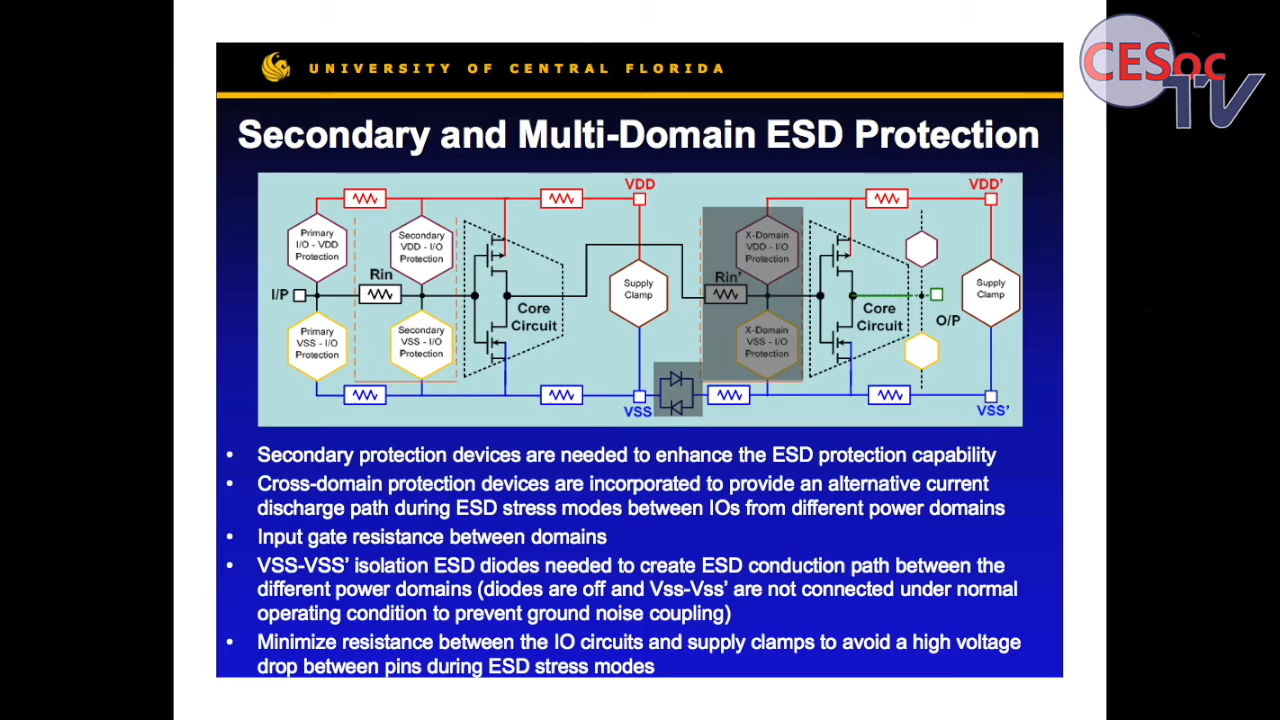 CESoc
TV
UNIVERSITY OF CENTRAL FLORIDA
Secondary and Multi-Domain ESD Protection
VDD
VDD'
Primary
I/O - VDD
Protection
Secondary
VDD - I/O
Protection
X-Domain
VDD - I/O
Protection
Rin
Rin'
I/P
Supply
Clamp
Supply
Clamp
Core
Circuit
Core
Circuit
O/P
Primary
VSS - I/O
Protection
Secondary
VSS - I/O
Protection
X-Domain
VSS - I/O
Protection
VSS
VSS'
• Secondary protection devices are needed to enhance the ESD protection capability
• Cross-domain protection devices are incorporated to provide an alternative current
discharge path during ESD stress modes between IOs from different power domains
• Input gate resistance between domains
• VSS-VSS' isolation ESD diodes needed to create ESD conduction path between the
different power domains (diodes are off and Vss-Vss' are not connected under normal
operating condition to prevent ground noise coupling)
• Minimize resistance between the IO circuits and supply clamps to avoid a high voltage
drop between pins during ESD stress modes